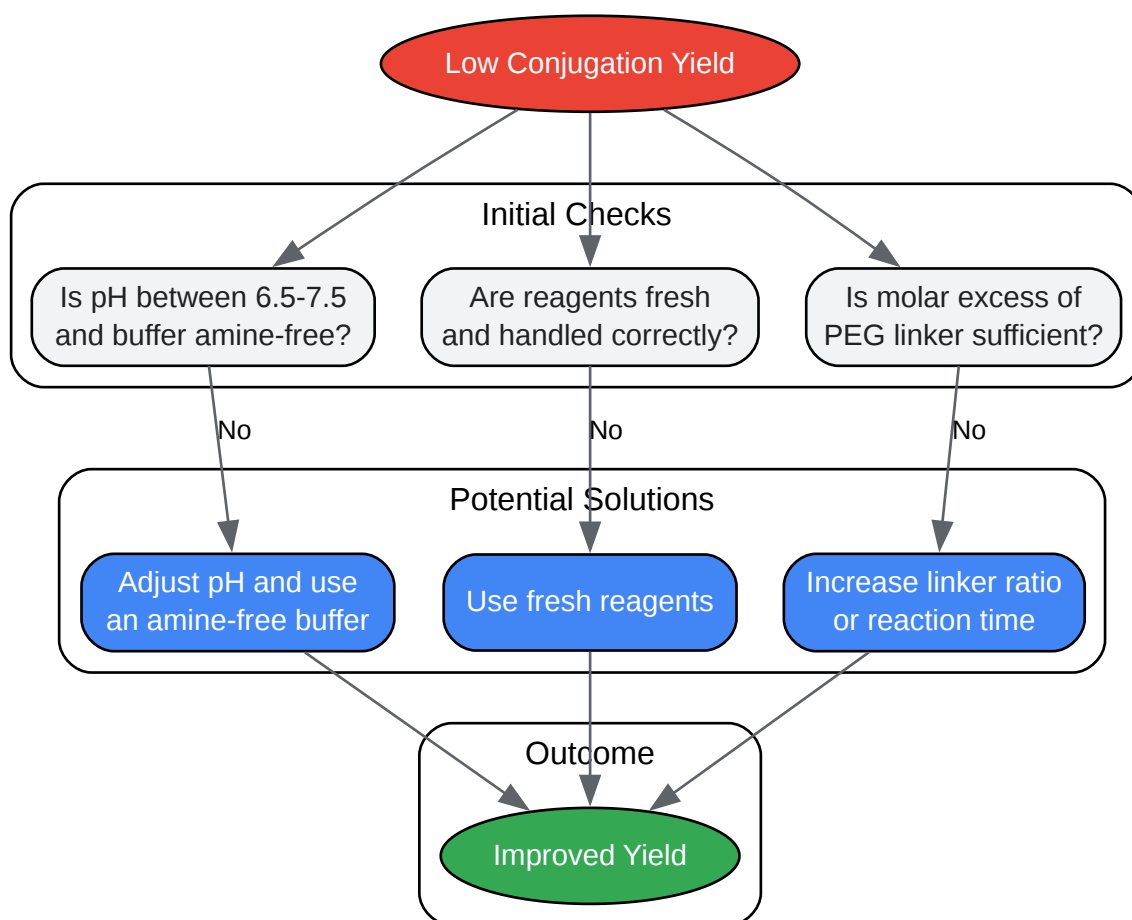 Low Conjugation Yield
Initial Checks
Is pH between 6.5-7.5
and buffer amine-free?
Are reagents fresh
and handled correctly?
Is molar excess of
PEG linker sufficient?
No
No
No
Potential Solutions
Adjust pH and use
an amine-free buffer
Use fresh reagents
Increase linker ratio
or reaction time
Outcome
Improved Yield